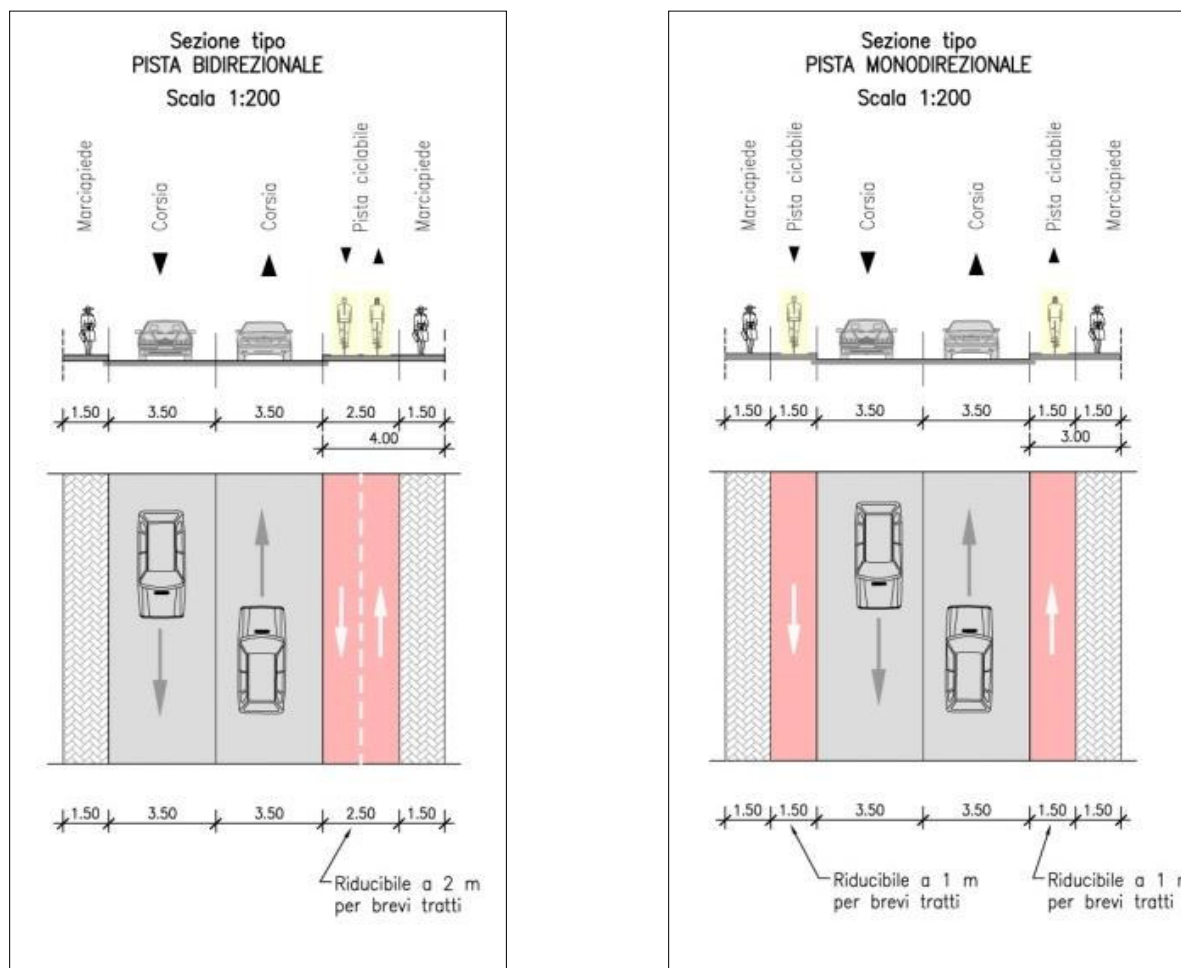 Sezione tipo
PISTA BIDIREZIONALE
Scala 1:200
Marciapiede
Corsia
Corsia
Pista ciclabile
Marciapiede
1.50 3.50 3.50 2.50 1.50
4.00
1.50 3.50 3.50 2.50 1.50
Riducibile a 2 m
per brevi tratti
Sezione tipo
PISTA MONODIREZIONALE
Scala 1:200
Marciapiede
Pista ciclabile
Corsia
Corsia
Pista ciclabile
Marciapiede
1.50 1.50 3.50 3.50 1.50 1.50
3.00
1.50 1.50 3.50 3.50 1.50 1.50
Riducibile a 1 m
per brevi tratti
Riducibile a 1 m
per brevi tratti